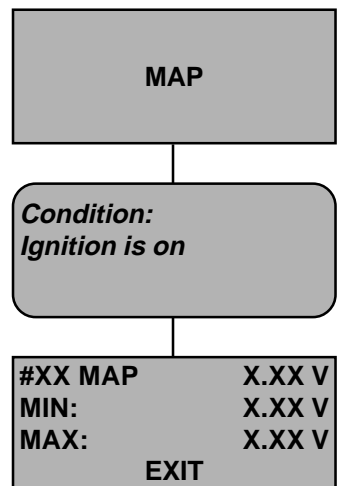 MAP
Condition:
Ignition is on
#XX MAP X.XX V
MIN: X.XX V
MAX: X.XX V
EXIT